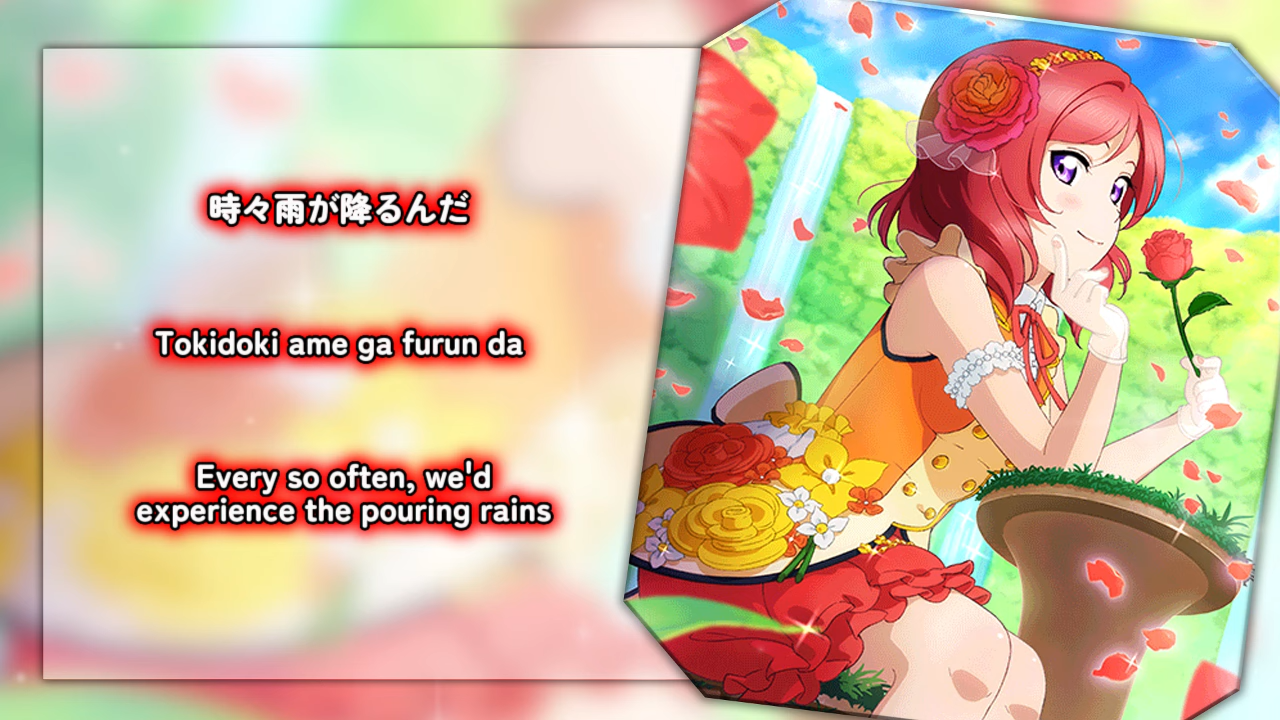 時々雨が降るんだ
Tokidoki ame ga furun da
Every so often, we'd
experience the pouring rains